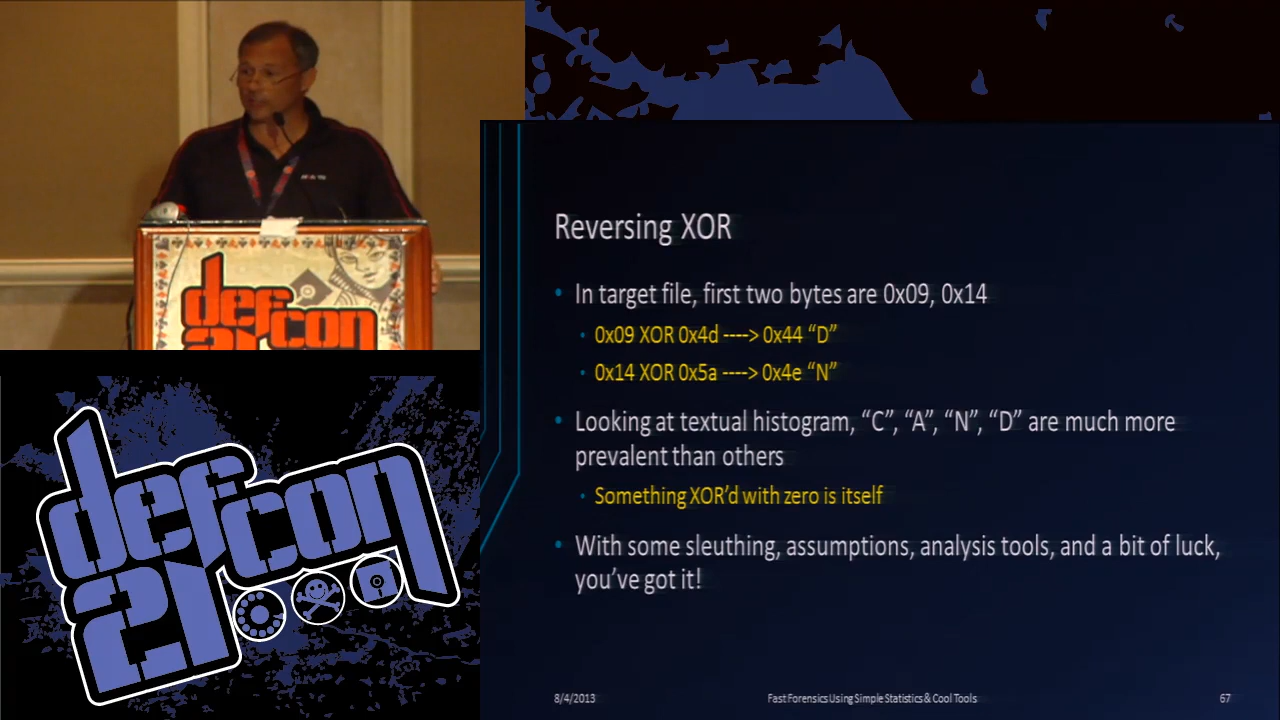 def con
21
Reversing XOR
In target file, first two bytes are 0x09, 0x14
0x09 XOR 0x4d ----> 0x44 “D”
0x14 XOR 0x5a ----> 0x4e “N”
Looking at textual histogram, “C”, “A”, “N”, “D” are much more
prevalent than others
Something XOR’d with zero is itself
With some sleuthing, assumptions, analysis tools, and a bit of luck,
you’ve got it!
8/4/2013 Fast Forensics Using Simple Statistics & Cool Tools 67
defcon
21